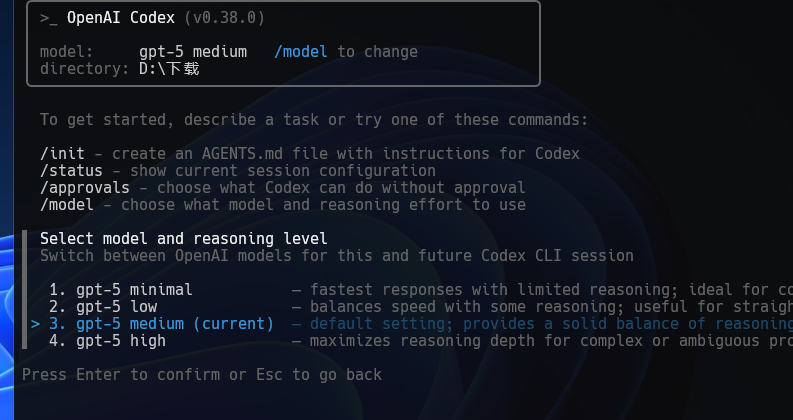 >_ OpenAI Codex (v0.38.0)
model: gpt-5 medium /model to change
directory: D:\下载
To get started, describe a task or try one of these commands:
/init - create an AGENTS.md file with instructions for Codex
/status - show current session configuration
/approvals - choose what Codex can do without approval
/model - choose what model and reasoning effort to use
Select model and reasoning level
Switch between OpenAI models for this and future Codex CLI session
1. gpt-5 minimal — fastest responses with limited reasoning; ideal for co
2. gpt-5 low — balances speed with some reasoning; useful for straigh
> 3. gpt-5 medium (current) — default setting; provides a solid balance of reasoning
4. gpt-5 high — maximizes reasoning depth for complex or ambiguous pro
Press Enter to confirm or Esc to go back